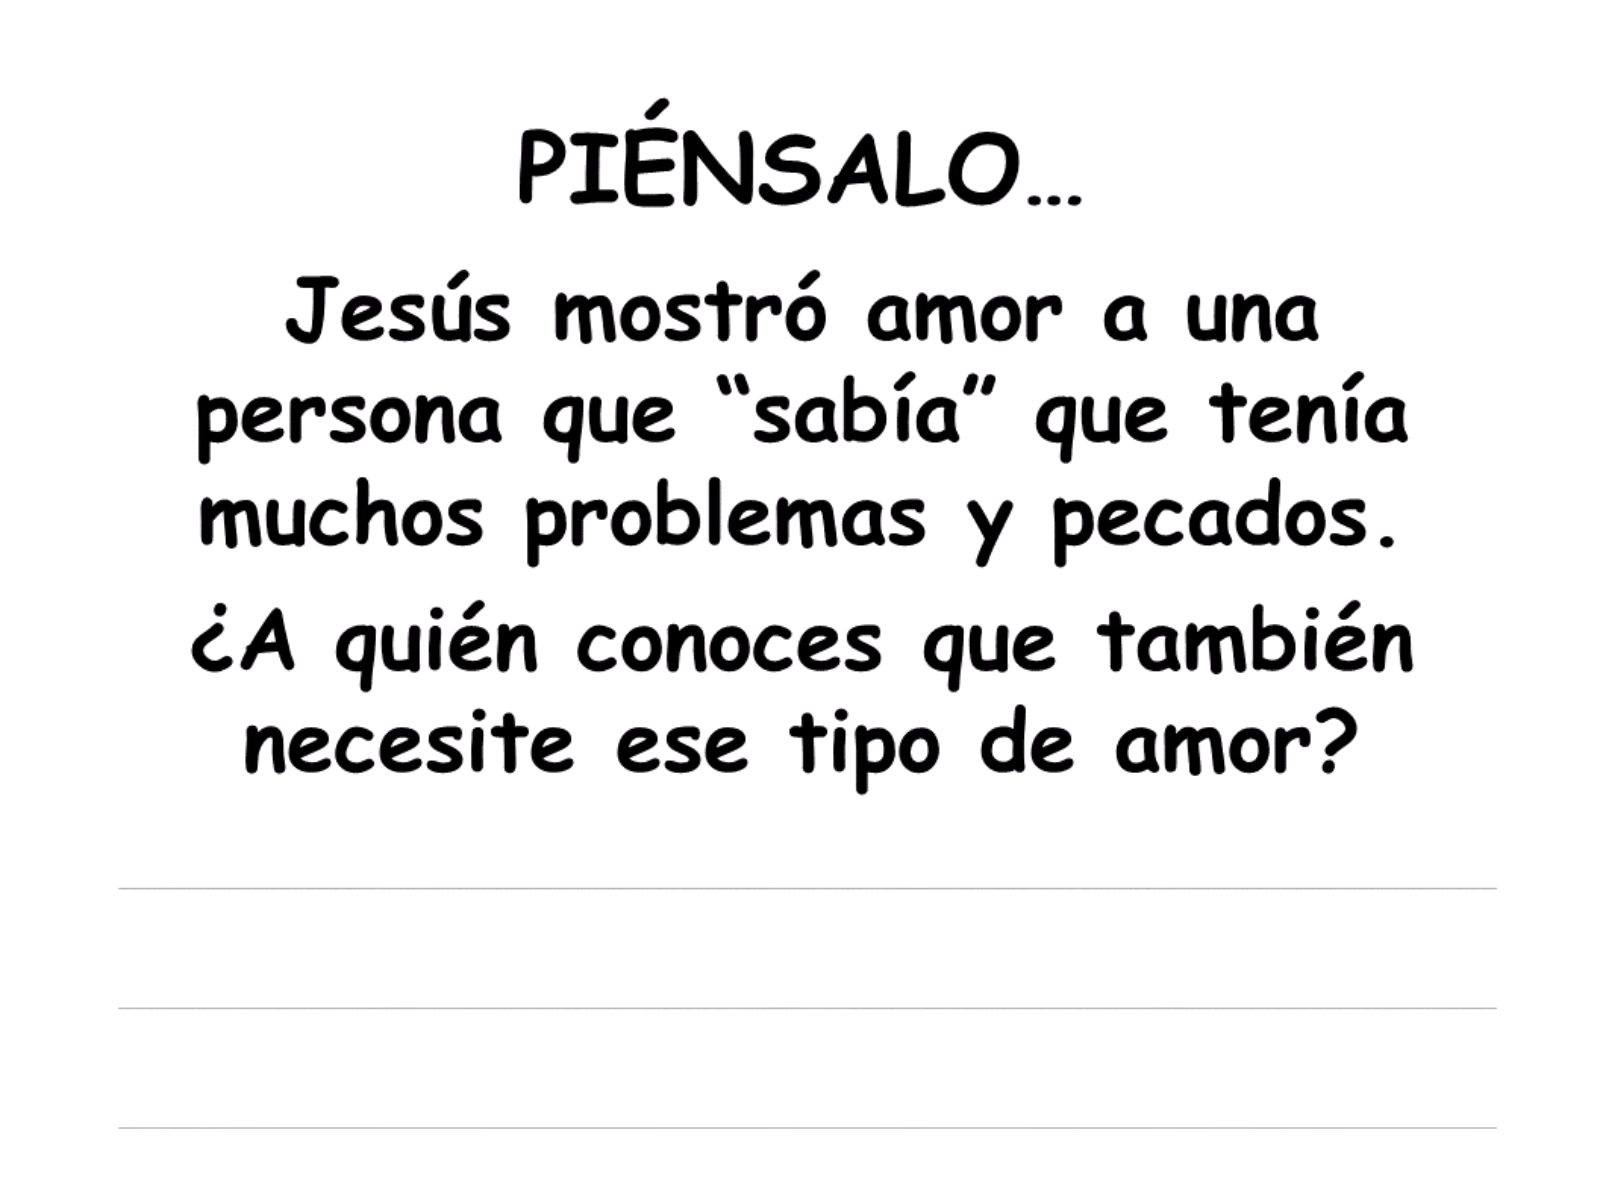 PIÉNSALO…
Jesús mostró amor a una
persona que “sabía” que tenía
muchos problemas y pecados.
¿A quién conoces que también
necesite ese tipo de amor?